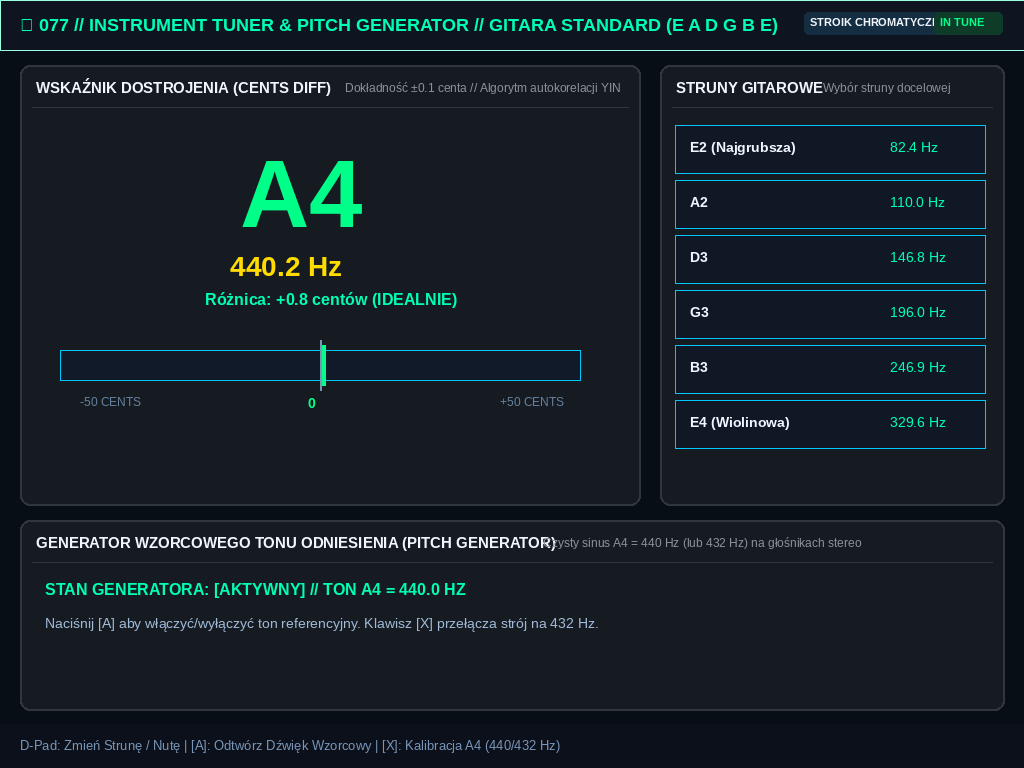 077 // INSTRUMENT TUNER & PITCH GENERATOR // GITARA STANDARD (E A D G B E)
STROIK CHROMATYCZ
IN TUNE
WSKAŹNIK DOSTROJENIA (CENTS DIFF)
Dokładność ±0.1 centa // Algorytm autokorelacji YIN
A4
440.2 Hz
Różnica: +0.8 centów (IDEALNIE)
-50 CENTS
0
+50 CENTS
STRUNY GITAROWE
Wybór struny docelowej
E2 (Najgrubsza) 82.4 Hz
A2 110.0 Hz
D3 146.8 Hz
G3 196.0 Hz
B3 246.9 Hz
E4 (Wiolinowa) 329.6 Hz
GENERATOR WZORCOWEGO TONU ODNIESIENIA (PITCH GENERATOR)
Czysty sinus A4 = 440 Hz (lub 432 Hz) na głośnikach stereo
STAN GENERATORA: [AKTYWNY] // TON A4 = 440.0 HZ
Naciśnij [A] aby włączyć/wyłączyć ton referencyjny. Klawisz [X] przełącza strój na 432 Hz.
D-Pad: Zmień Strunę / Nutę | [A]: Odtwórz Dźwięk Wzorcowy | [X]: Kalibracja A4 (440/432 Hz)